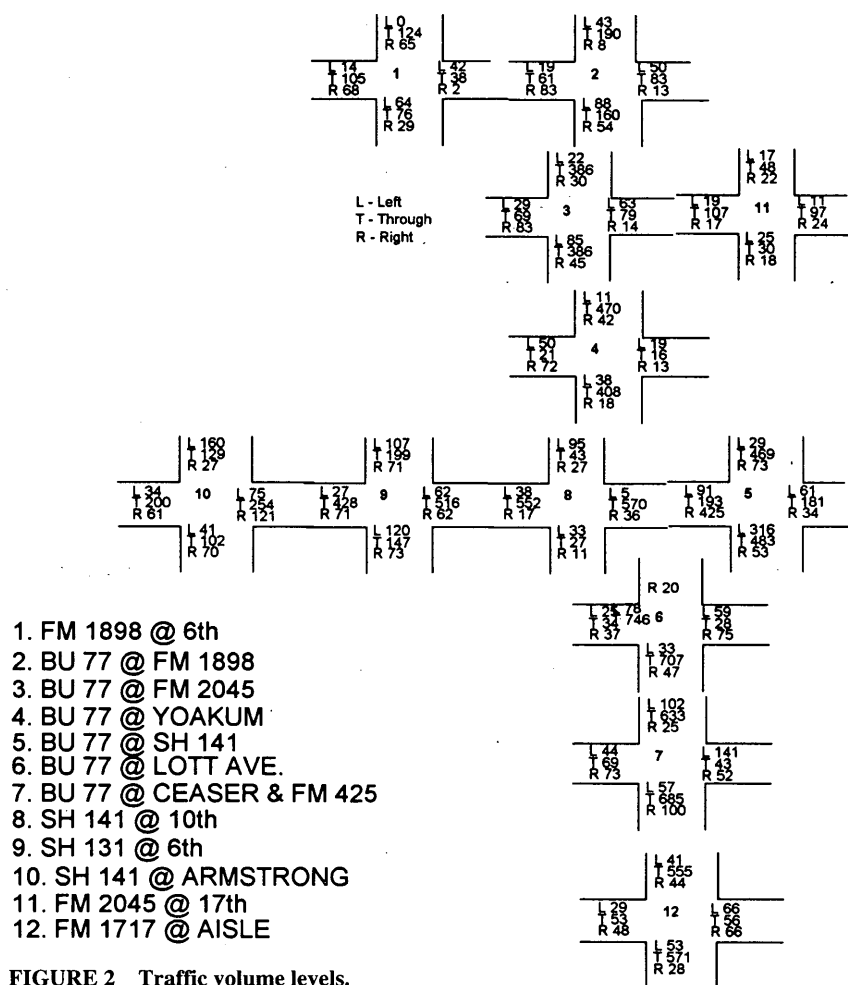 L 0
T 124
R 65
L 14
T 105
R 68
1
L 42
T 38
R 2
L 64
T 76
R 29
L 43
T 190
R 8
L 19
T 61
R 83
2
L 50
T 83
R 13
L 88
T 160
R 54
L - Left
T - Through
R - Right
L 22
T 386
R 30
L 29
T 69
R 83
3
L 63
T 79
R 14
L 85
T 386
R 45
L 17
T 48
R 22
L 19
T 107
R 17
11
L 11
T 97
R 24
L 25
T 30
R 18
L 11
T 470
R 42
L 50
T 21
R 72
4
L 19
T 16
R 13
L 38
T 408
R 18
L 160
T 129
R 27
L 34
T 200
R 61
10
L 75
T 254
R 121
L 41
T 102
R 70
L 107
T 199
R 71
L 27
T 428
R 71
9
L 62
T 516
R 62
L 120
T 147
R 73
L 95
T 43
R 27
L 38
T 552
R 17
8
L 5
T 570
R 36
L 33
T 27
R 11
L 29
T 469
R 73
L 91
T 193
R 425
5
L 61
T 181
R 34
L 316
T 483
R 53
R 20
L 25
T 34
R 37
78
746
6
L 59
T 28
R 75
L 33
T 707
R 47
L 102
T 633
R 25
L 44
T 69
R 73
7
L 141
T 43
R 52
L 57
T 685
R 100
L 41
T 555
R 44
L 29
T 53
R 48
12
L 66
T 56
R 66
L 53
T 571
R 28
1. FM 1898 @ 6th
2. BU 77 @ FM 1898
3. BU 77 @ FM 2045
4. BU 77 @ YOAKUM
5. BU 77 @ SH 141
6. BU 77 @ LOTT AVE.
7. BU 77 @ CEASER & FM 425
8. SH 141 @ 10th
9. SH 131 @ 6th
10. SH 141 @ ARMSTRONG
11. FM 2045 @ 17th
12. FM 1717 @ AISLE
FIGURE 2 Traffic volume levels.